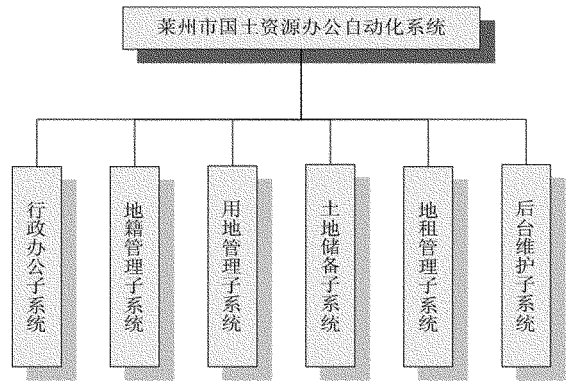 莱州市国土资源办公自动化系统
行政办公子系统
地籍管理子系统
用地管理子系统
土地储备子系统
地租管理子系统
后台维护子系统